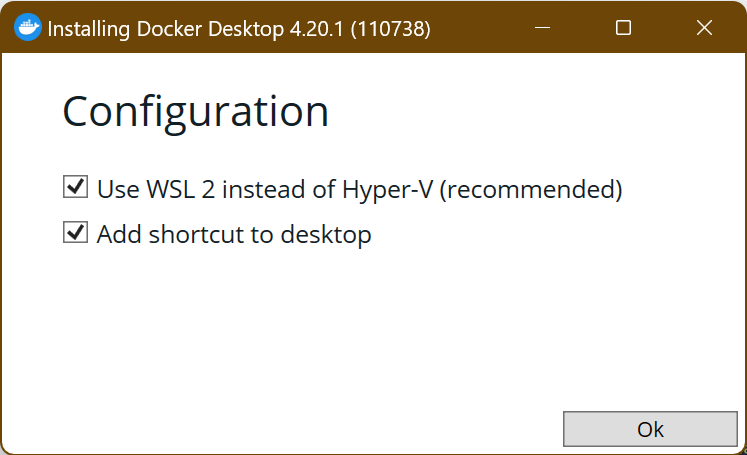 Installing Docker Desktop 4.20.1 (110738)
Configuration
Use WSL 2 instead of Hyper-V (recommended)
Add shortcut to desktop
Ok